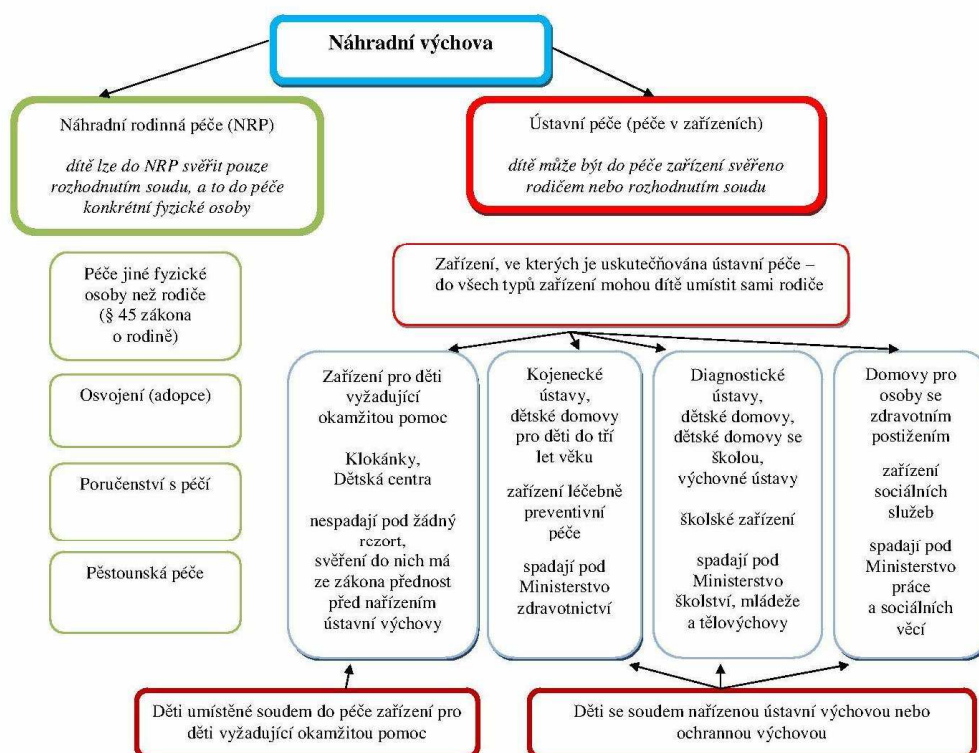 Náhradní výchova
Náhradní rodinná péče (NRP)
dítě lze do NRP svěřit pouze
rozhodnutím soudu, a to do péče
konkrétní fyzické osoby
Ústavní péče (péče v zařízeních)
dítě může být do péče zařízení svěřeno
rodičem nebo rozhodnutím soudu
Péče jiné fyzické
osoby než rodiče
(§ 45 zákona
o rodině)
Osvojení (adopce)
Poručenství s péčí
Pěstounská péče
Zařízení, ve kterých je uskutečňována ústavní péče –
do všech typů zařízení mohou dítě umístit sami rodiče
Zařízení pro děti
vyžadující
okamžitou pomoc
Klokánky,
Dětská centra
nespadají pod žádný
rezort,
svěření do nich má
ze zákona přednost
před nařízením
ústavní výchovy
Kojenecké
ústavy,
dětské domovy
pro děti do tří
let věku
zařízení léčebně
preventivní
péče
spadají pod
Ministerstvo
zdravotnictví
Diagnostické
ústavy,
dětské domovy,
dětské domovy se
školou,
výchovné ústavy
školské zařízení
spadají pod
Ministerstvo
školství, mládeže
a tělovýchovy
Domovy pro
osoby se
zdravotním
postižením
zařízení
sociálních
služeb
spadají pod
Ministerstvo
práce
a sociálních
věcí
Děti umístěné soudem do péče zařízení pro
děti vyžadující okamžitou pomoc
Děti se soudem nařízenou ústavní výchovou nebo
ochrannou výchovou